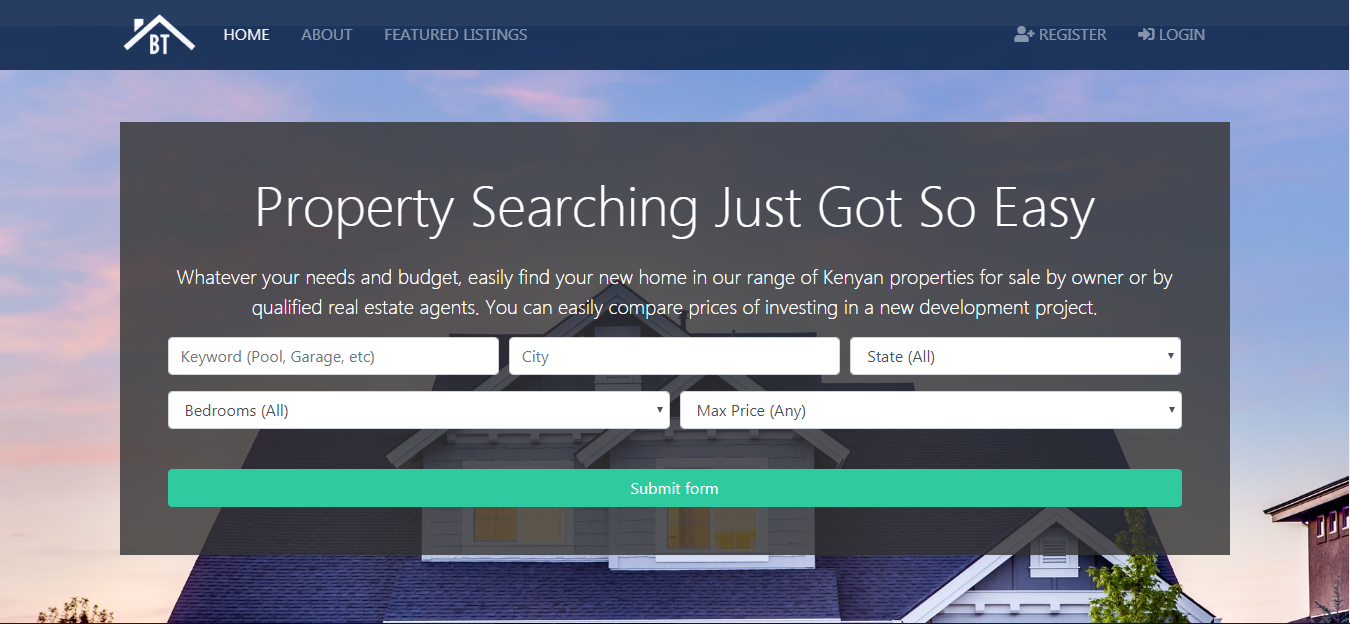 BT
HOME ABOUT FEATURED LISTINGS REGISTER LOGIN
Property Searching Just Got So Easy
Whatever your needs and budget, easily find your new home in our range of Kenyan properties for sale by owner or by
qualified real estate agents. You can easily compare prices of investing in a new development project.
Keyword (Pool, Garage, etc) City State (All)
Bedrooms (All) Max Price (Any)
Submit form